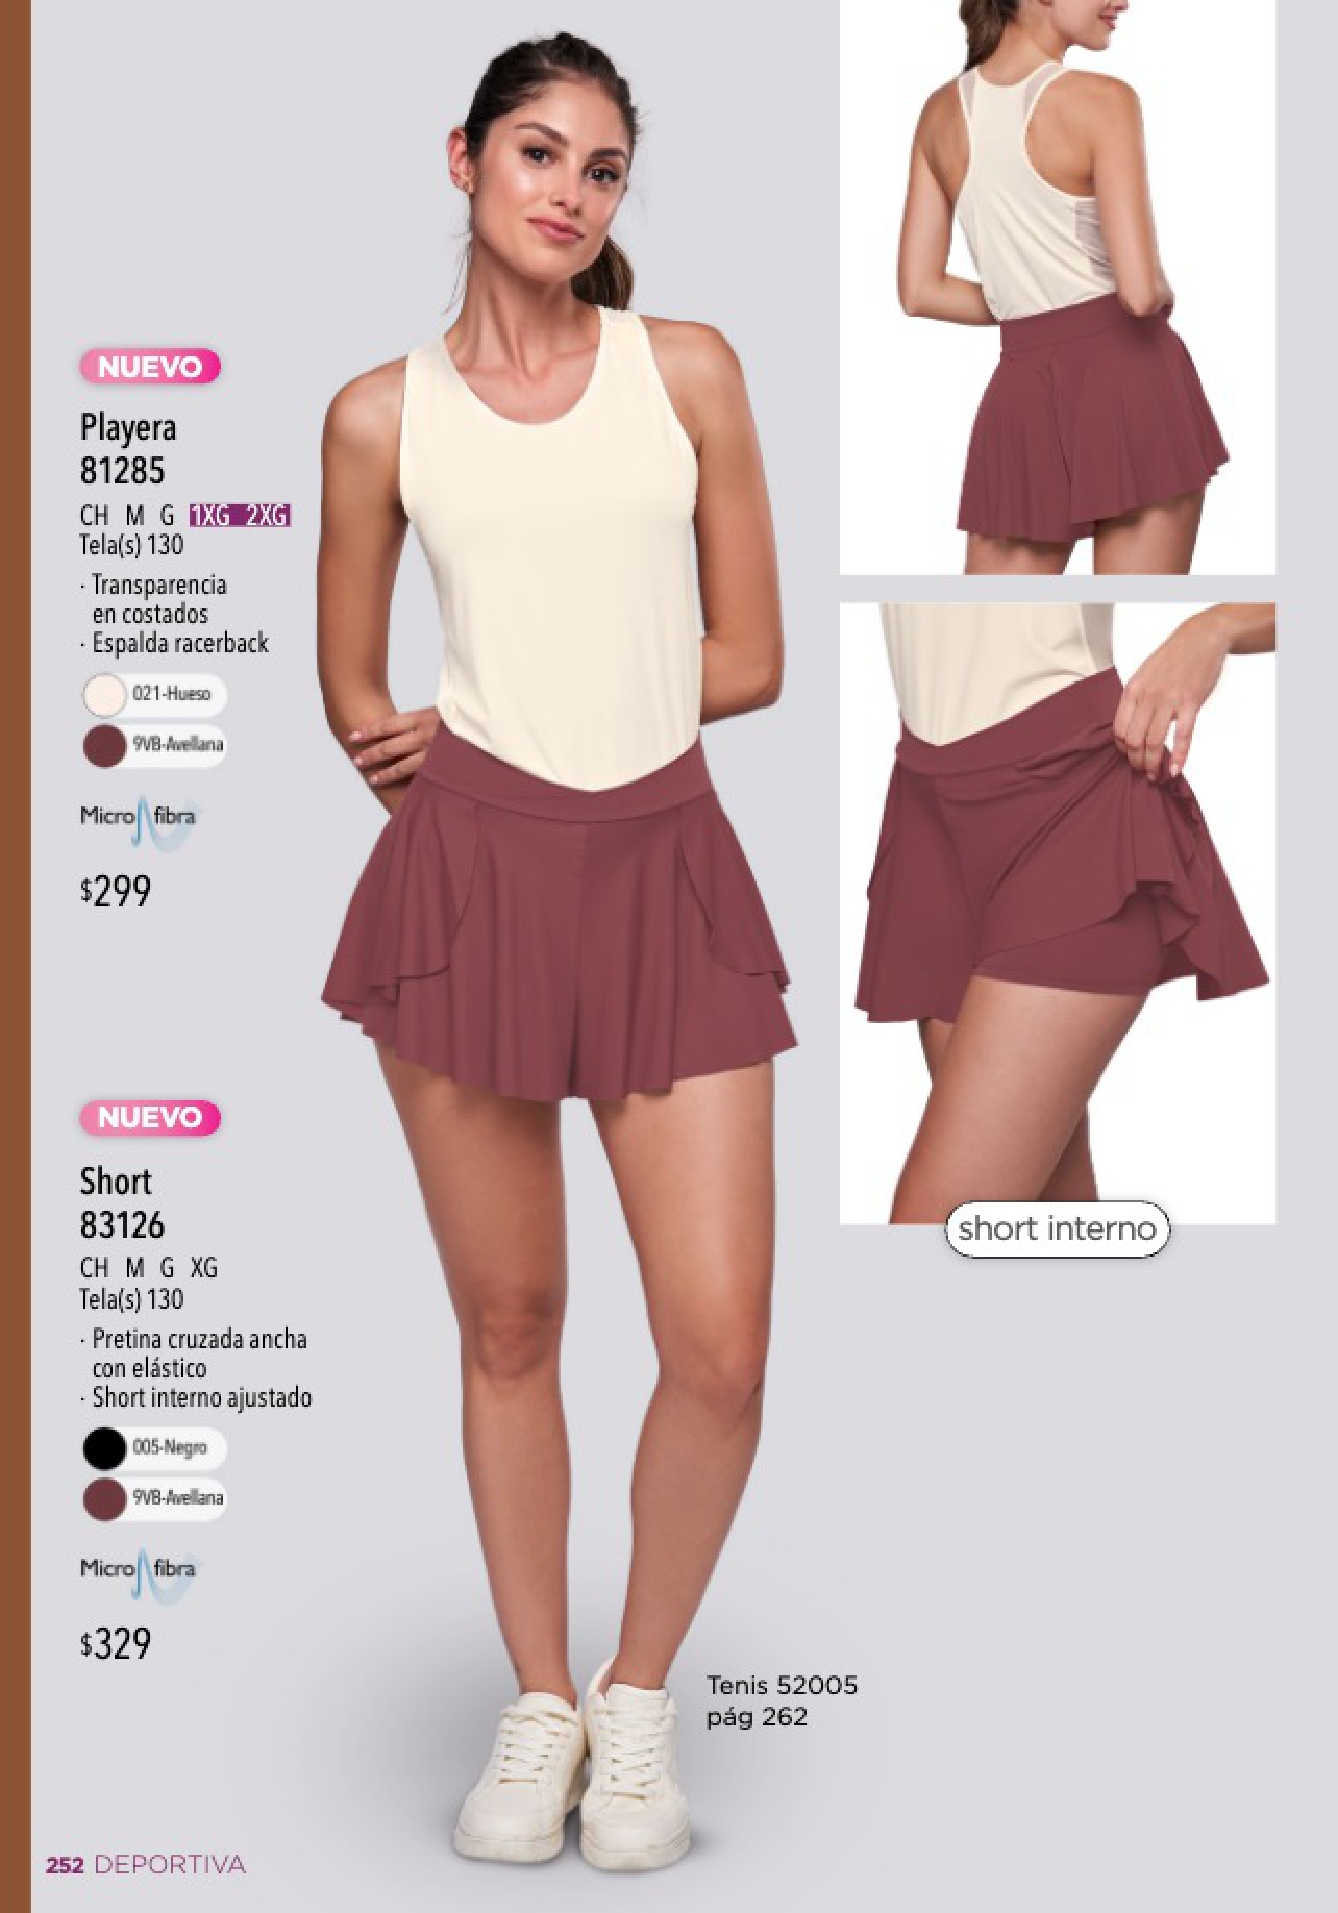 NUEVO
Playera
81285
CH M G 1XG 2XG
Tela(s) 130
· Transparencia
en costados
· Espalda racerback
021-Hueso
9VB-Avellana
Micro fibra
$299
NUEVO
Short
83126
CH M G XG
Tela(s) 130
· Pretina cruzada ancha
con elástico
· Short interno ajustado
005-Negro
9VB-Avellana
Micro fibra
$329
short interno
Tenis 52005
pág 262
252 DEPORTIVA